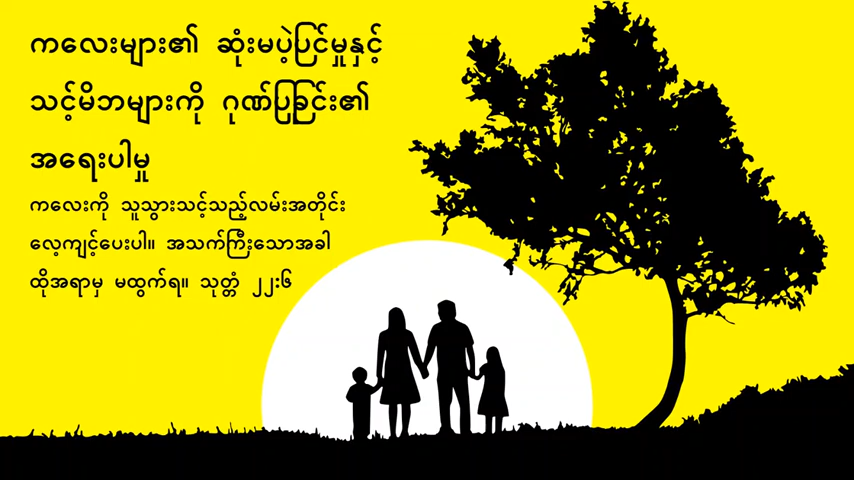 ကလေးများ၏ ဆုံးမပဲ့ပြင်မှုနှင့်
သင့်မိဘများကို ဂုဏ်ပြုခြင်း၏
အရေးပါမှု
ကလေးကို သူသွားသင့်သည့်လမ်းအတိုင်း
လေ့ကျင့်ပေးပါ။ အသက်ကြီးသောအခါ
ထိုအရာမှ မထွက်ရ။ သုတ္တံ ၂၂း၆